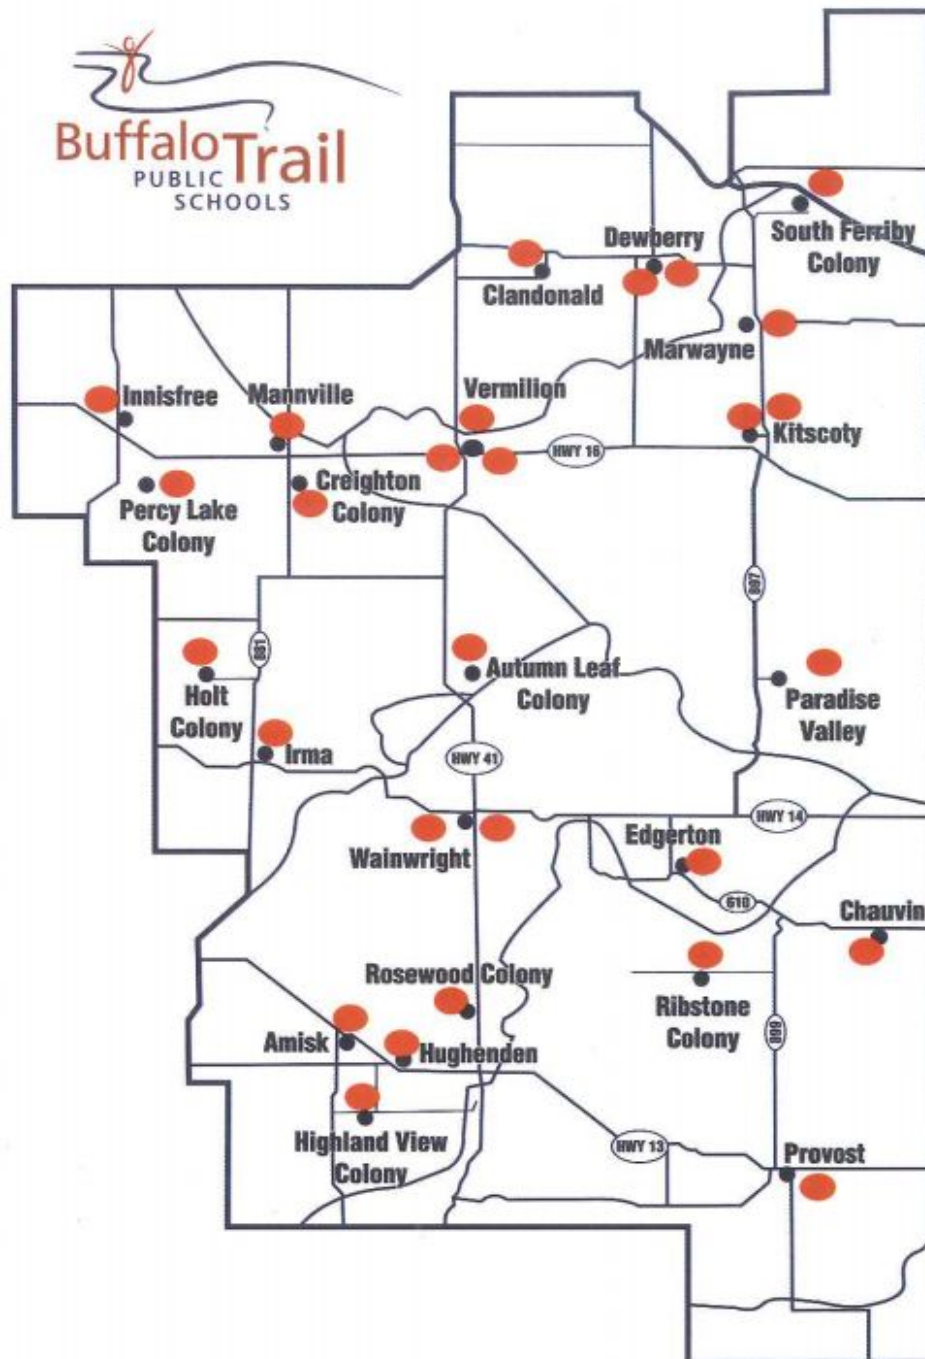 Buffalo Trail
PUBLIC
SCHOOLS
South Ferriby
Colony
Dewberry
Clandonald
Marwayne
Innisfree
Mannville
Vermilion
Kitscoty
HWY 16
Percy Lake
Colony
Creighton
Colony
897
881
Holt
Colony
Autumn Leaf
Colony
Paradise
Valley
Irma
HWY 41
HWY 14
Wainwright
Edgerton
610
Chauvin
Rosewood Colony
Ribstone
Colony
899
Amisk
Hughenden
Highland View
Colony
HWY 13
Provost